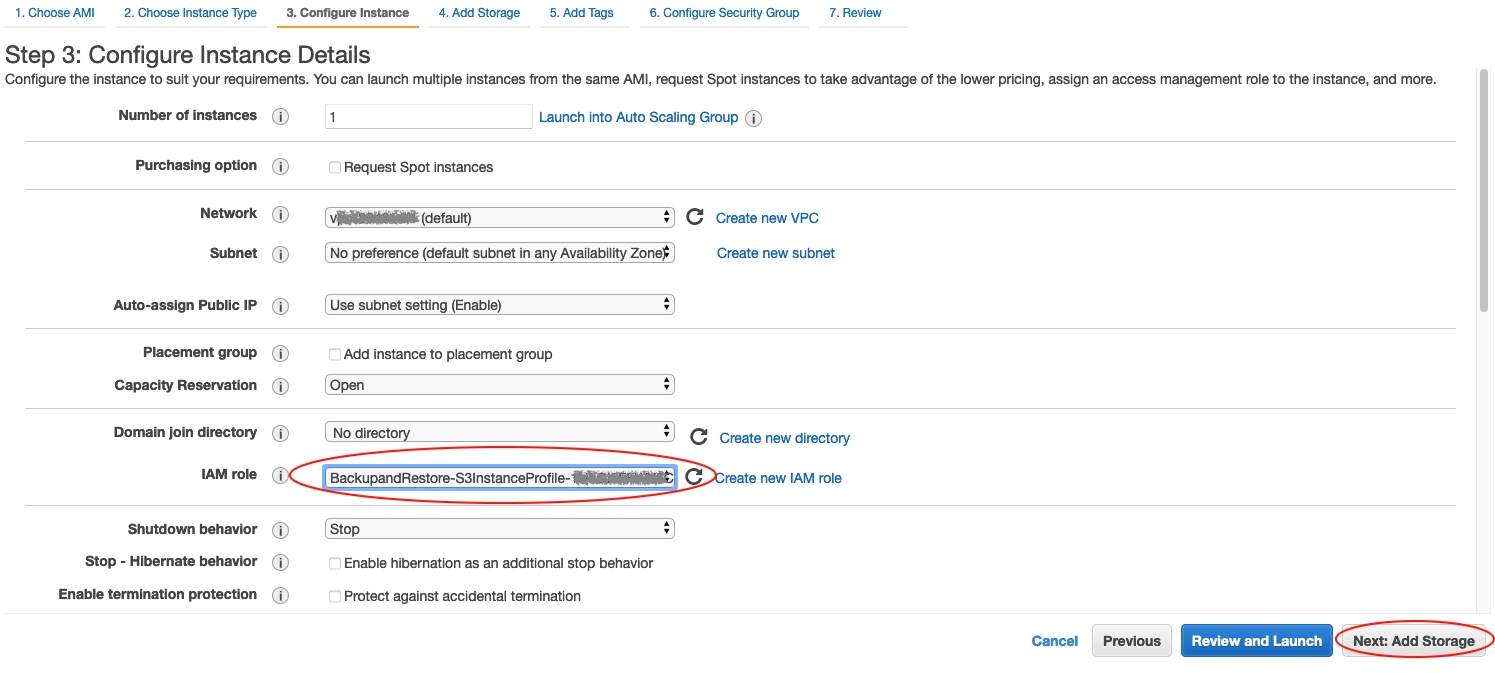 1. Choose AMI 2. Choose Instance Type 3. Configure Instance 4. Add Storage 5. Add Tags 6. Configure Security Group 7. Review
Step 3: Configure Instance Details
Configure the instance to suit your requirements. You can launch multiple instances from the same AMI, request Spot instances to take advantage of the lower pricing, assign an access management role to the instance, and more.
Number of instances i 1 Launch into Auto Scaling Group i
Purchasing option i Request Spot instances
Network i (default) Create new VPC
Subnet i No preference (default subnet in any Availability Zone) Create new subnet
Auto-assign Public IP i Use subnet setting (Enable)
Placement group i Add instance to placement group
Capacity Reservation i Open
Domain join directory i No directory Create new directory
IAM role i BackupandRestore-S3InstanceProfile- Create new IAM role
Shutdown behavior i Stop
Stop - Hibernate behavior i Enable hibernation as an additional stop behavior
Enable termination protection i Protect against accidental termination
Cancel Previous Review and Launch Next: Add Storage